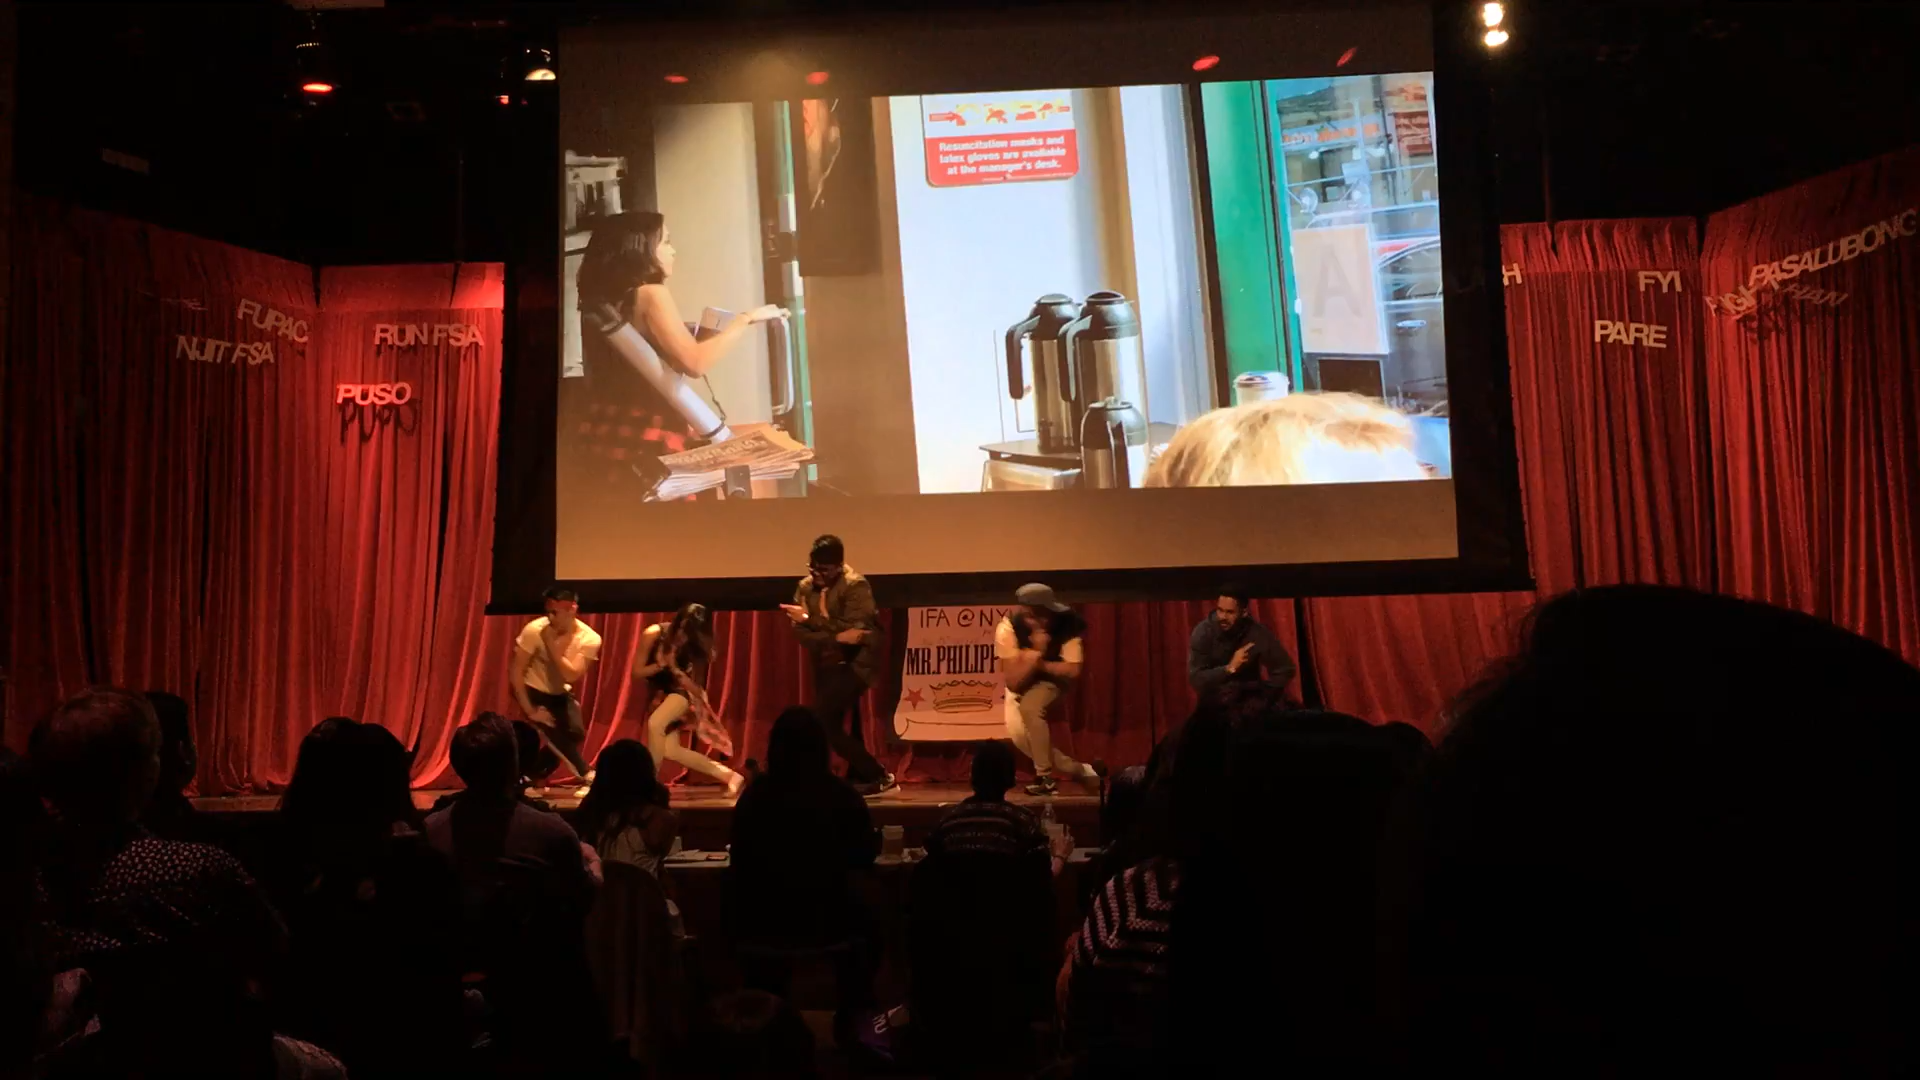 Resuscitation masks and
latex gloves are available
at the manager's desk.
A
FUPAC
NJIT FSA
RUN FSA
PUSO
FYI
PARE
PASALUBONG
IFA @ NY
MR. PHILIPP